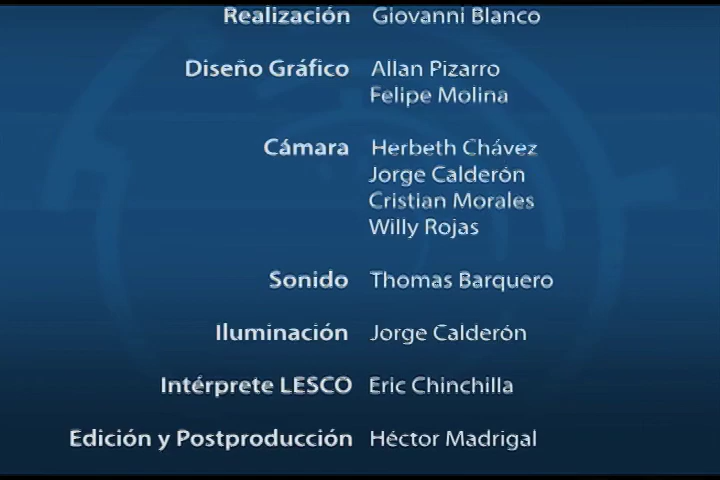 Realización Giovanni Blanco
Diseño Gráfico Allan Pizarro
Felipe Molina
Cámara Herbeth Chávez
Jorge Calderón
Cristian Morales
Willy Rojas
Sonido Thomas Barquero
Iluminación Jorge Calderón
Intérprete LESCO Eric Chinchilla
Edición y Postproducción Héctor Madrigal